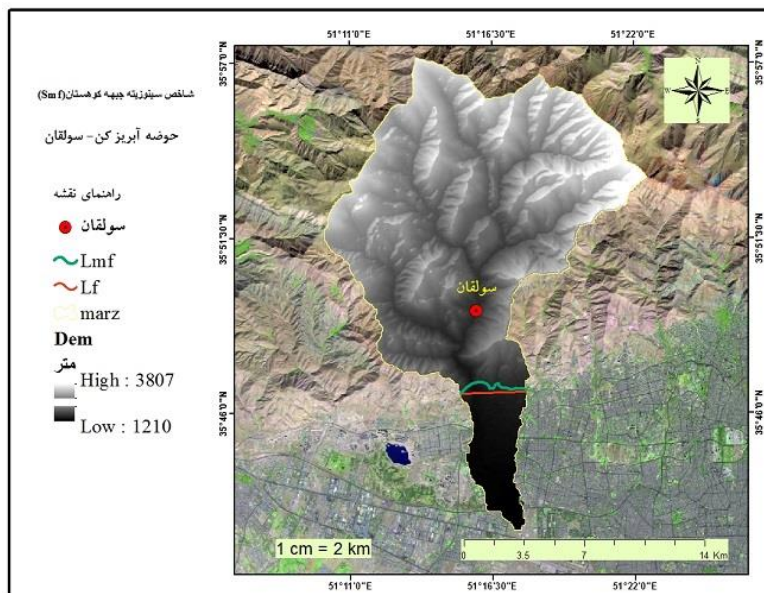 شاخص سینوزیته جبهه کوهستان(Smf)
حوضه آبریز کن- سولقان
راهنمای نقشه
سولقان
Lmf
Lf
marz
Dem
متر
High : 3807
Low : 1210
51°11'0"E 51°16'30"E 51°22'0"E
35°57'0"N 35°57'0"N
35°51'30"N 35°51'30"N
35°46'0"N 35°46'0"N
N
W E
S
سولقان
1 cm = 2 km
0 3.5 7 14 Km
51°11'0"E 51°16'30"E 51°22'0"E